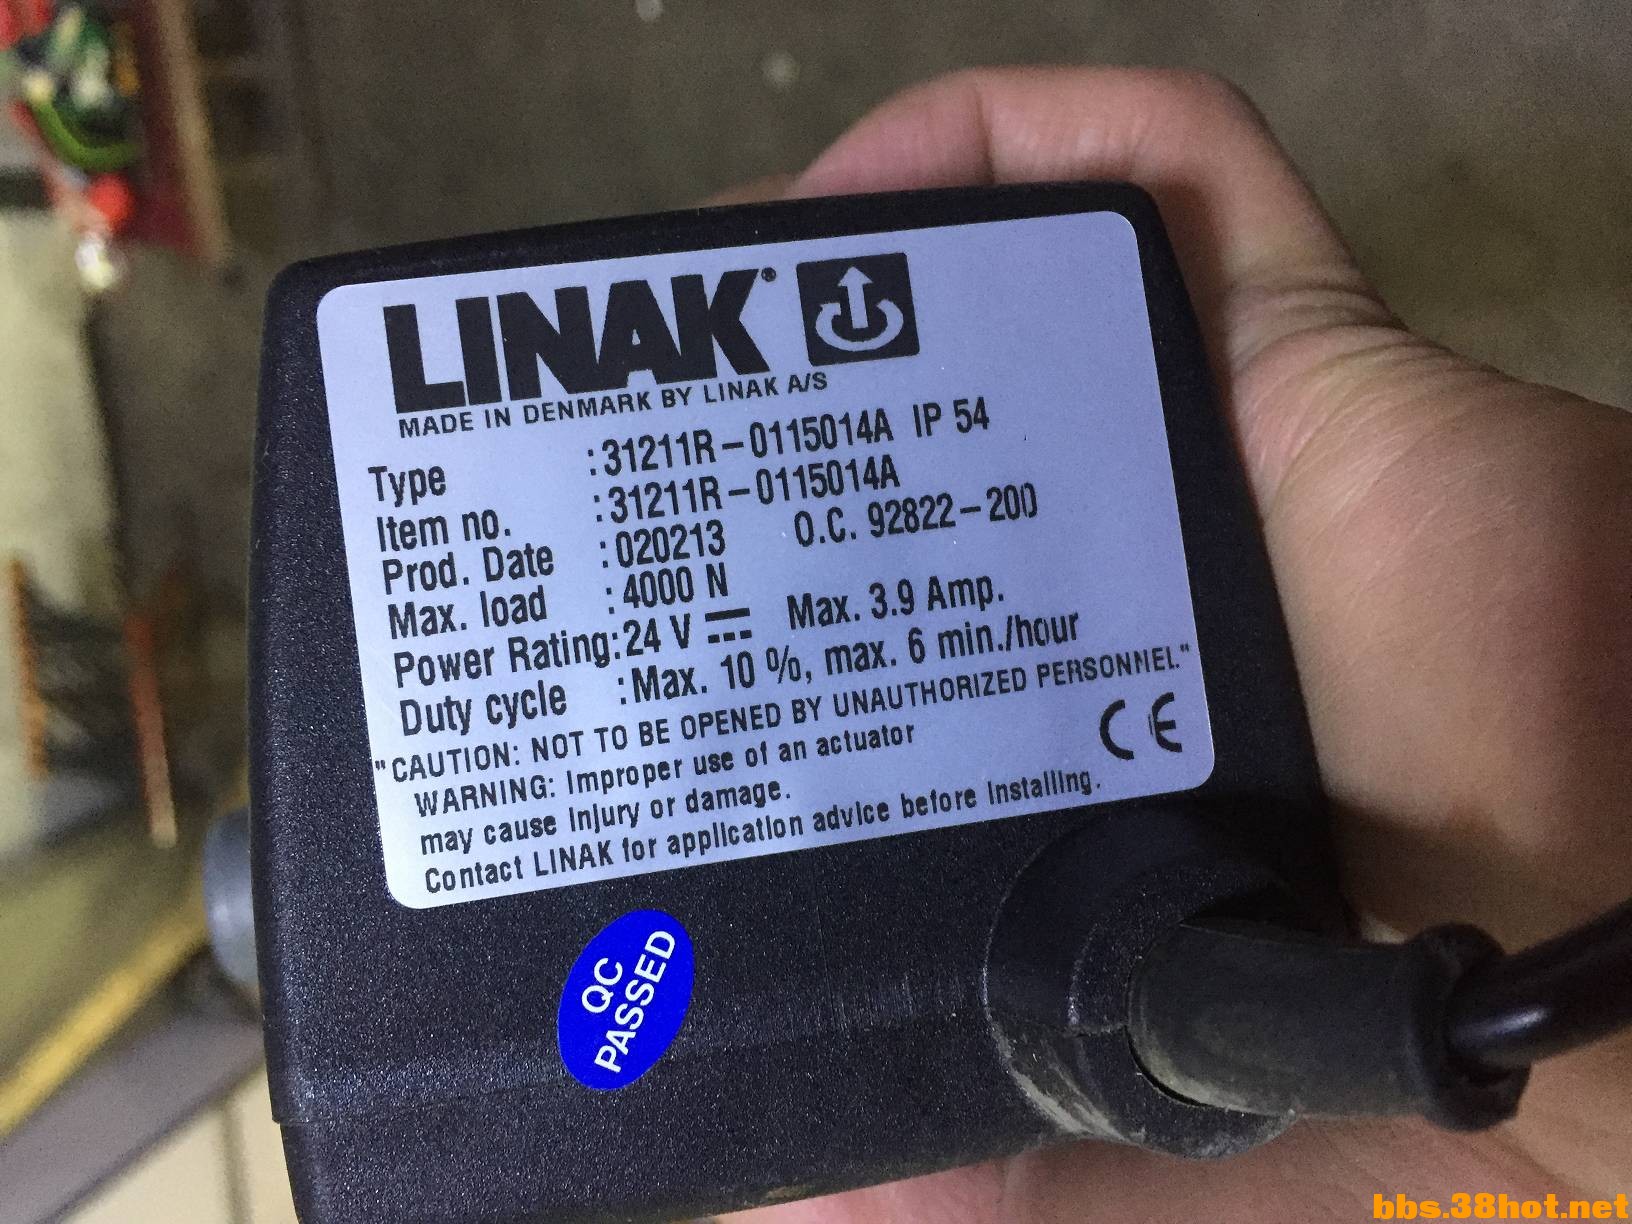 LINAK®
MADE IN DENMARK BY LINAK A/S
Type :31211R-0115014A IP 54
Item no. :31211R-0115014A
Prod. Date :020213 O.C. 92822-200
Max. load :4000 N
Power Rating:24 V ⎓ Max. 3.9 Amp.
Duty cycle :Max. 10 %, max. 6 min./hour
"CAUTION: NOT TO BE OPENED BY UNAUTHORIZED PERSONNEL."
WARNING: Improper use of an actuator
may cause injury or damage.
Contact LINAK for application advice before installing.
CE
QC
PASSED
bbs.38hot.net